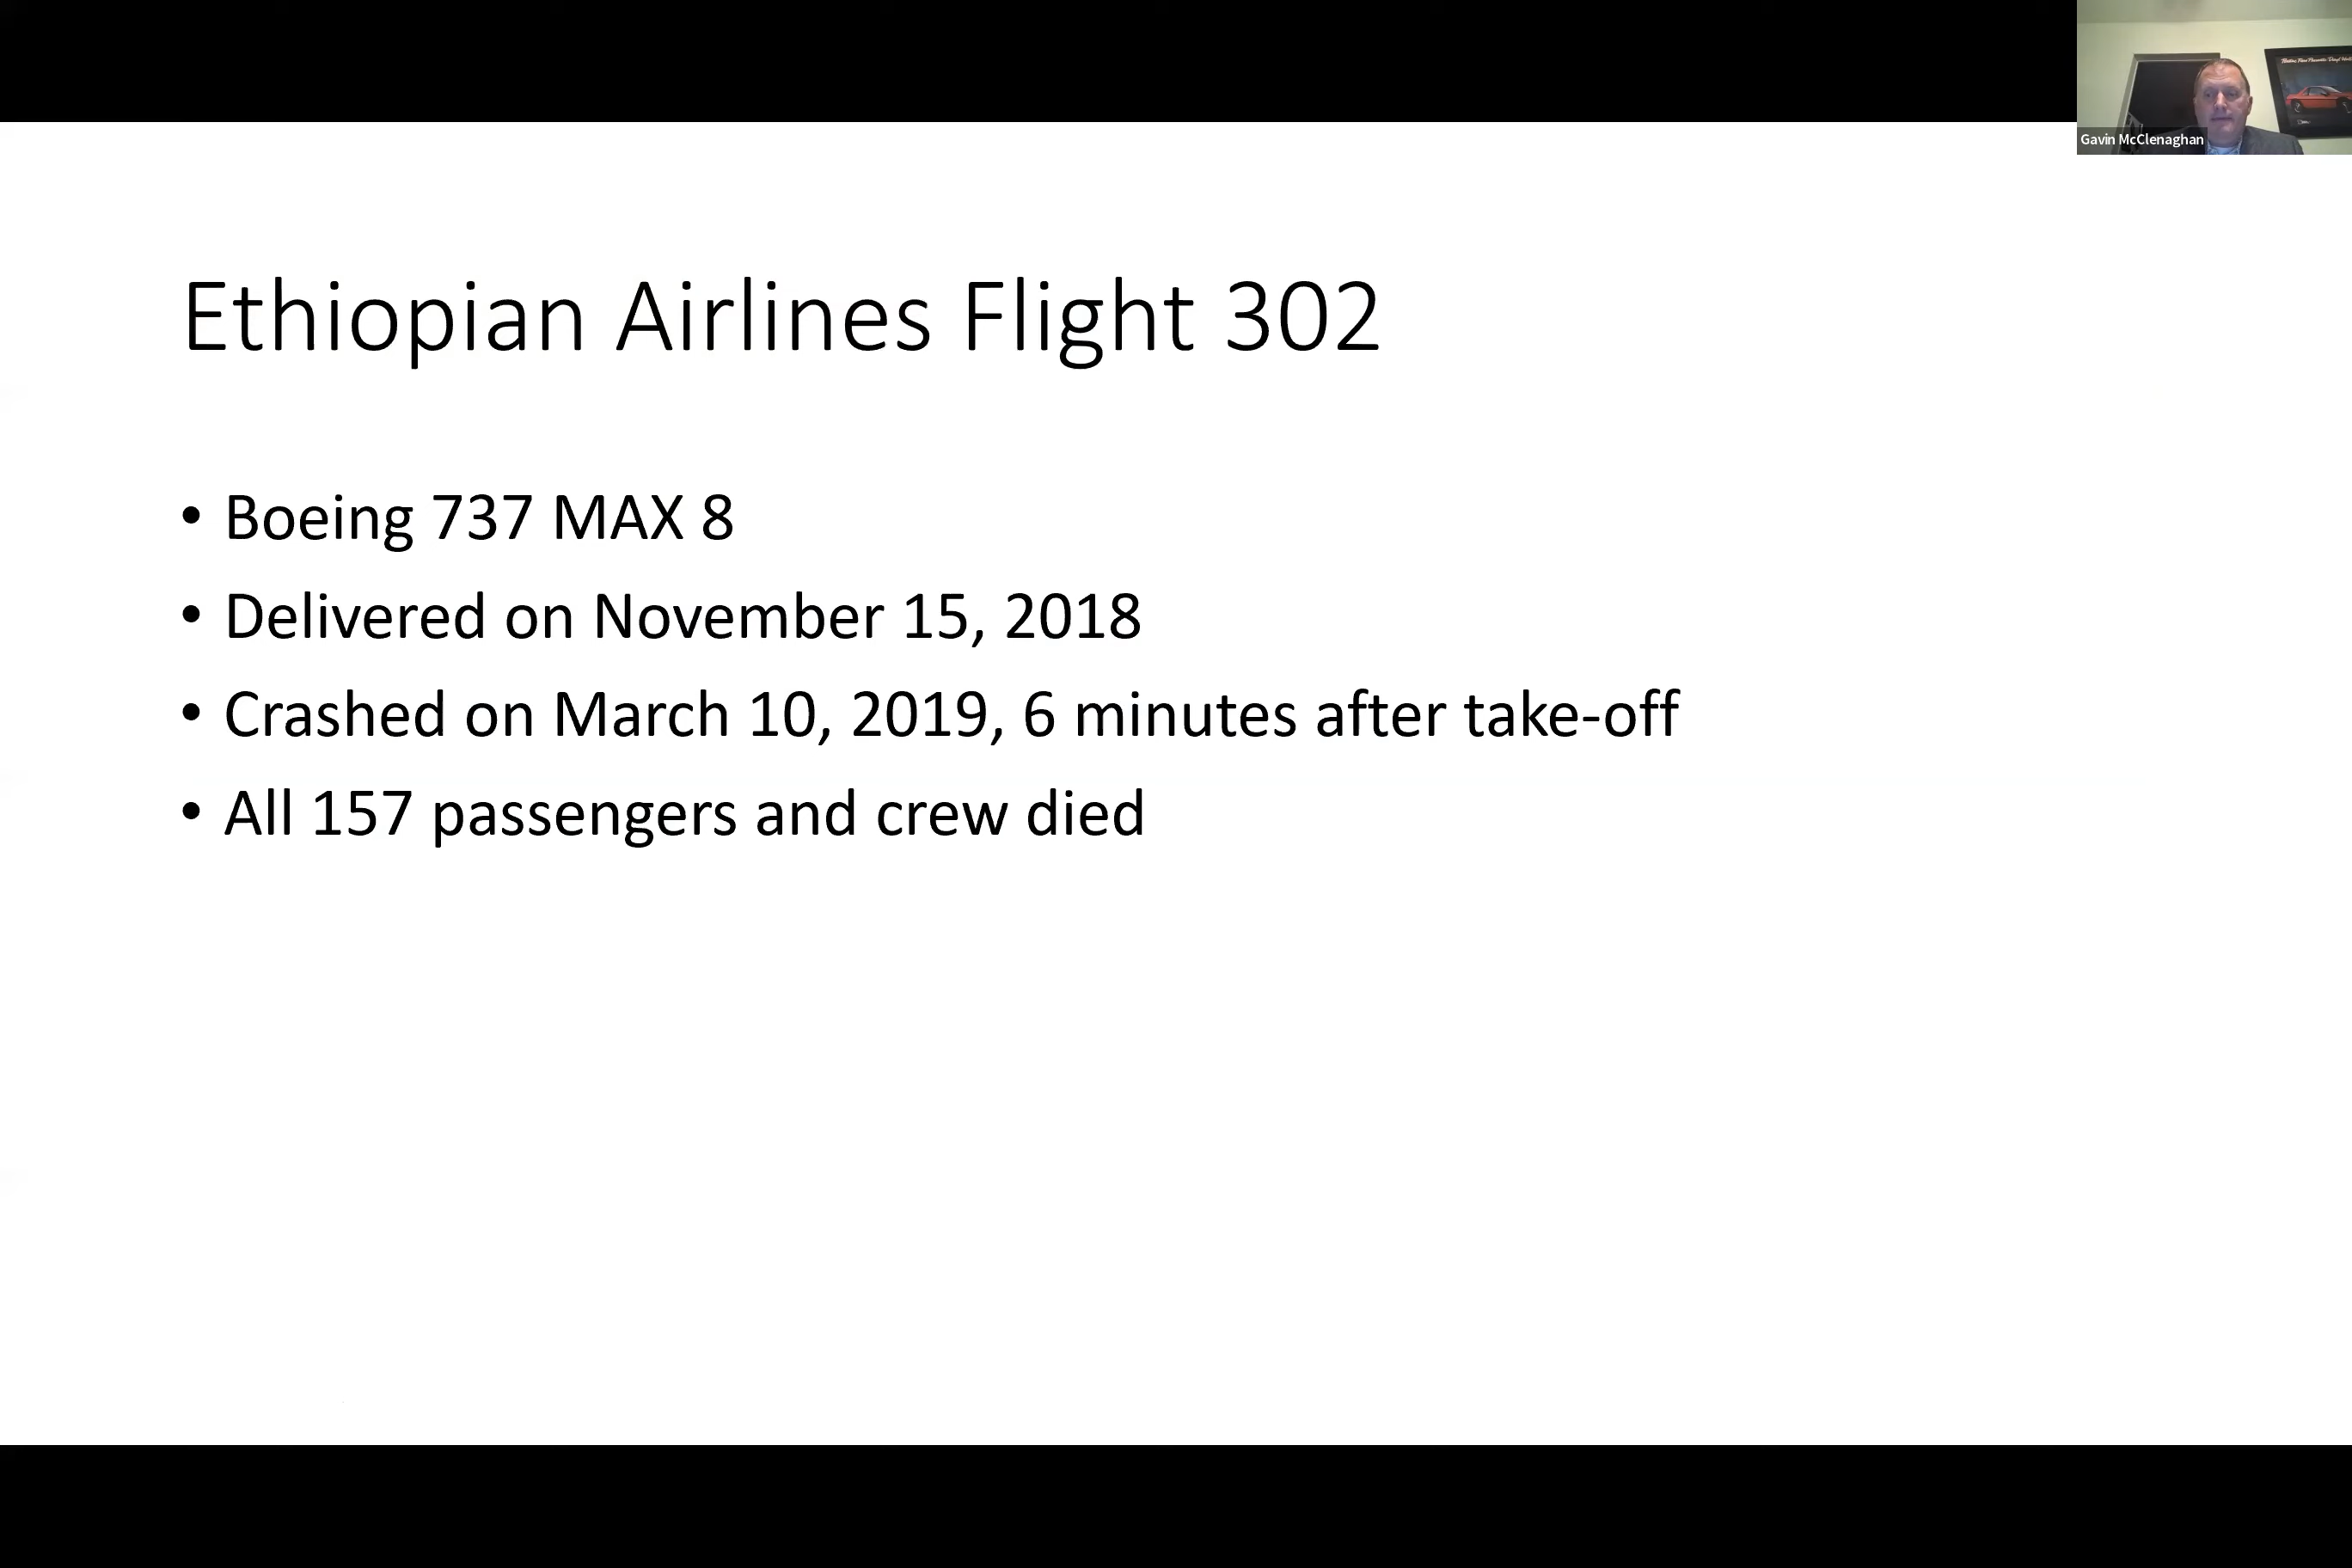 Gavin McClenaghan
Ethiopian Airlines Flight 302
• Boeing 737 MAX 8
• Delivered on November 15, 2018
• Crashed on March 10, 2019, 6 minutes after take-off
• All 157 passengers and crew died